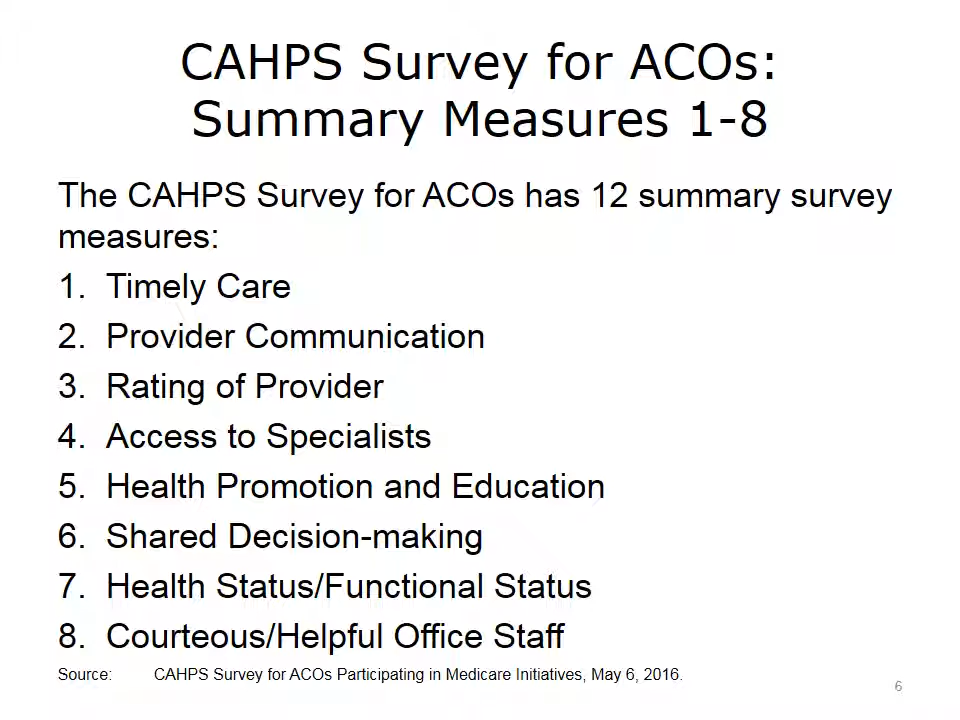 CAHPS Survey for ACOs:
Summary Measures 1-8
The CAHPS Survey for ACOs has 12 summary survey
measures:
1. Timely Care
2. Provider Communication
3. Rating of Provider
4. Access to Specialists
5. Health Promotion and Education
6. Shared Decision-making
7. Health Status/Functional Status
8. Courteous/Helpful Office Staff
Source: CAHPS Survey for ACOs Participating in Medicare Initiatives, May 6, 2016.
6